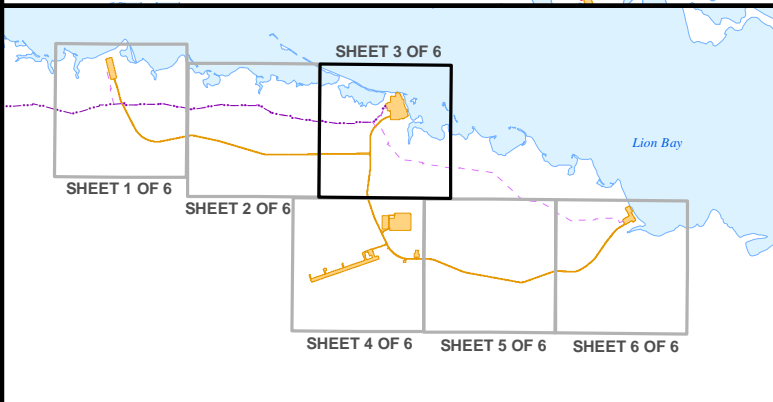 SHEET 3 OF 6
Lion Bay
SHEET 1 OF 6
SHEET 2 OF 6
SHEET 4 OF 6
SHEET 5 OF 6
SHEET 6 OF 6